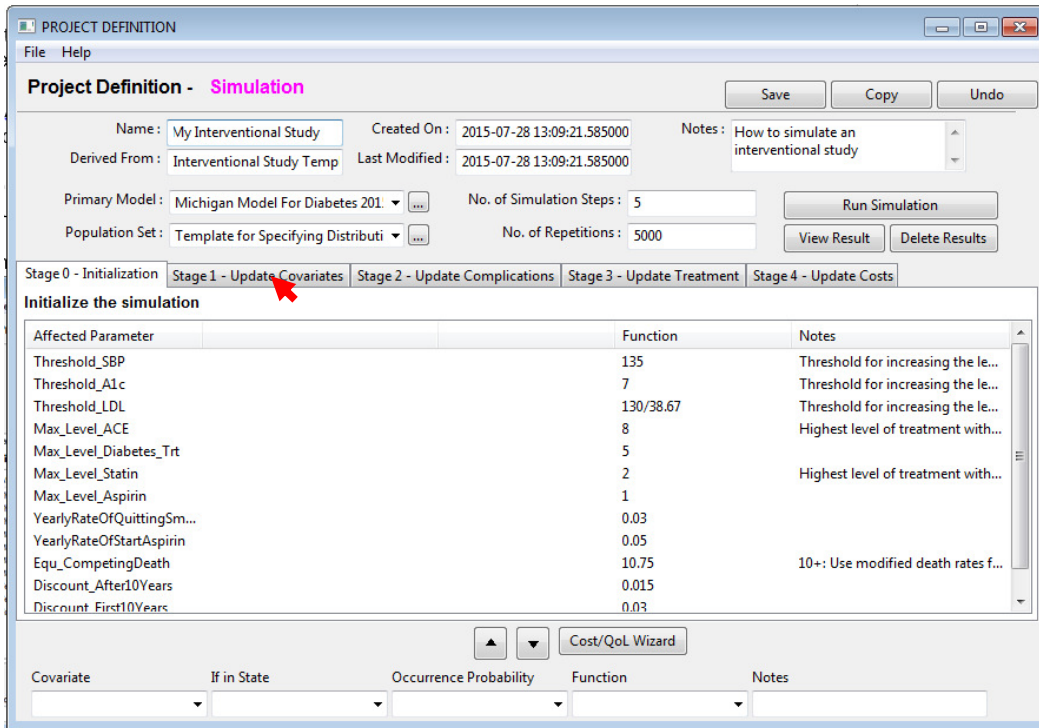 PROJECT DEFINITION
File Help
Project Definition - Simulation
Save Copy Undo
Name : My Interventional Study Created On : 2015-07-28 13:09:21.585000 Notes : How to simulate an
interventional study
Derived From : Interventional Study Temp Last Modified : 2015-07-28 13:09:21.585000
Primary Model : Michigan Model For Diabetes 201. ... No. of Simulation Steps : 5 Run Simulation
Population Set : Template for Specifying Distributi ... No. of Repetitions : 5000 View Result Delete Results
Stage 0 - Initialization Stage 1 - Update Covariates Stage 2 - Update Complications Stage 3 - Update Treatment Stage 4 - Update Costs
Initialize the simulation
Affected Parameter Function Notes
Threshold_SBP 135 Threshold for increasing the le...
Threshold_A1c 7 Threshold for increasing the le...
Threshold_LDL 130/38.67 Threshold for increasing the le...
Max_Level_ACE 8 Highest level of treatment with...
Max_Level_Diabetes_Trt 5
Max_Level_Statin 2 Highest level of treatment with...
Max_Level_Aspirin 1
YearlyRateOfQuittingSm... 0.03
YearlyRateOfStartAspirin 0.05
Equ_CompetingDeath 10.75 10+: Use modified death rates f...
Discount_After10Years 0.015
Discount_First10Years 0.03
Cost/QoL Wizard
Covariate If in State Occurrence Probability Function Notes